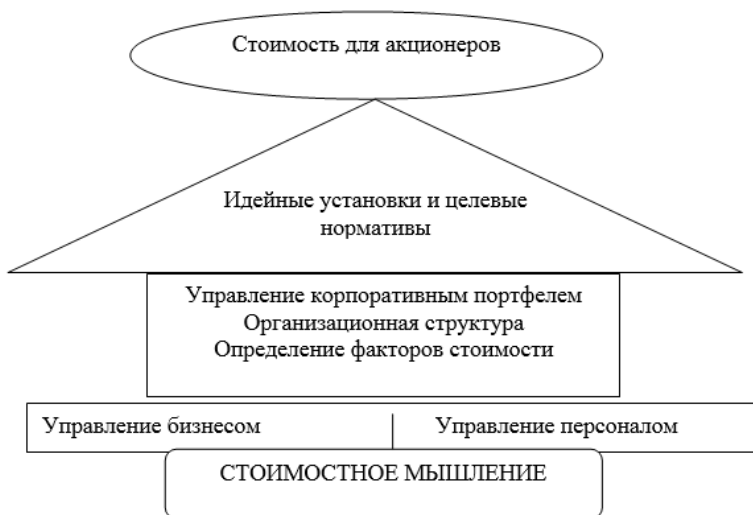 Стоимость для акционеров
Идейные установки и целевые
нормативы
Управление корпоративным портфелем
Организационная структура
Определение факторов стоимости
Управление бизнесом
Управление персоналом
СТОИМОСТНОЕ МЫШЛЕНИЕ